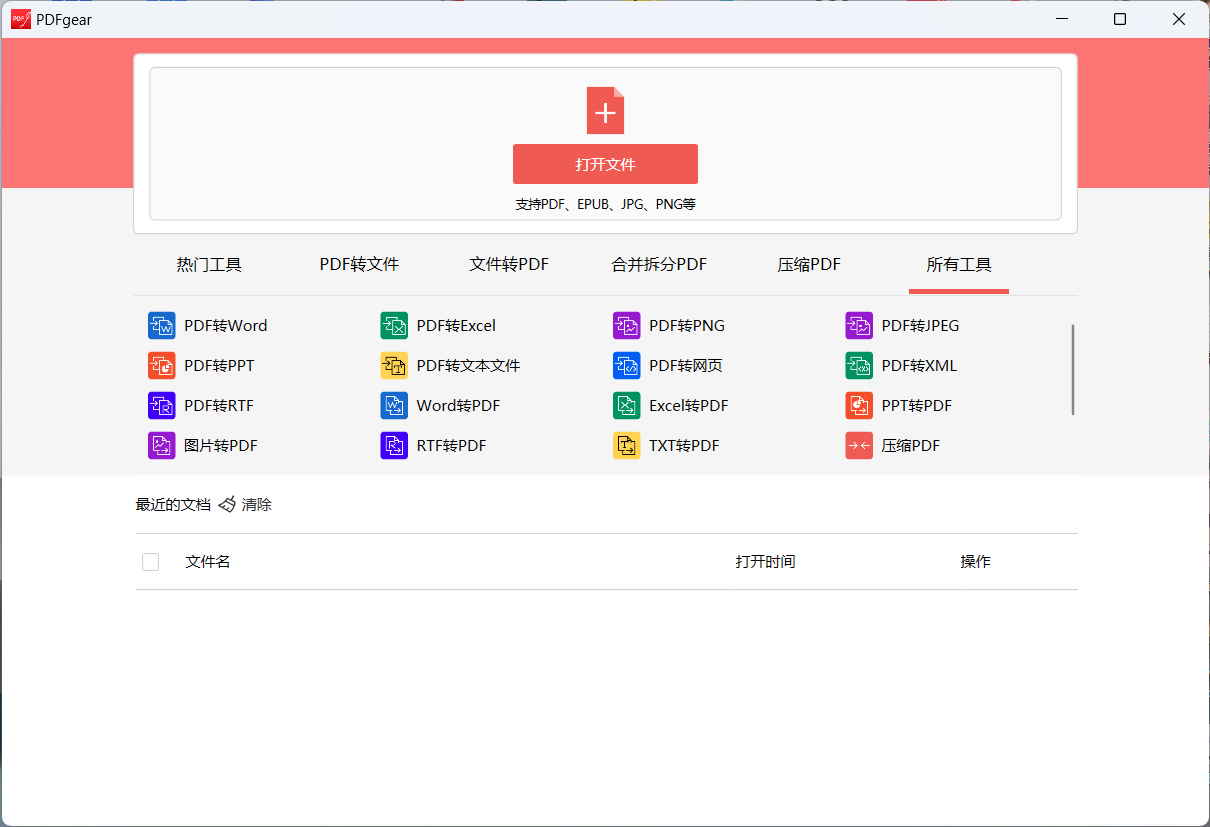 PDFgear
打开文件
支持PDF、EPUB、JPG、PNG等
热门工具 PDF转文件 文件转PDF 合并拆分PDF 压缩PDF 所有工具
PDF转Word PDF转Excel PDF转PNG PDF转JPEG
PDF转PPT PDF转文本文件 PDF转网页 PDF转XML
PDF转RTF Word转PDF Excel转PDF PPT转PDF
图片转PDF RTF转PDF TXT转PDF 压缩PDF
最近的文档 清除
文件名 打开时间 操作